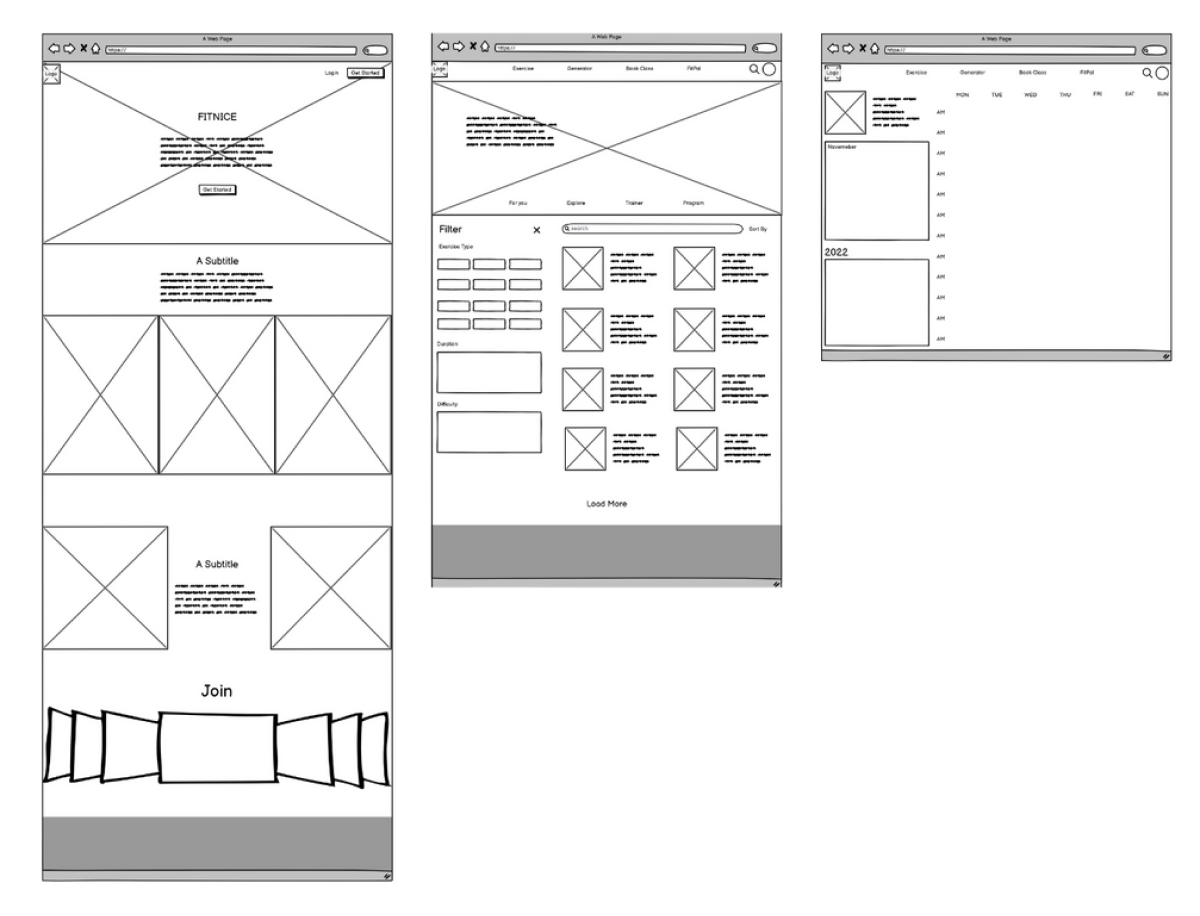 A Web Page
https://
Logo
Login
Get Started
FITNICE
Get Started
A Subtitle
A Subtitle
Join
A Web Page
https://
Logo
Exercise
Generator
Book Class
FitPal
For you
Explore
Trainer
Program
Filter
search
Sort By
Exercise Type
Duration
Difficulty
Load More
A Web Page
https://
Logo
Exercise
Generator
Book Class
FitPal
MON
TUE
WED
THU
FRI
SAT
SUN
AM
AM
Novemeber
AM
AM
AM
AM
AM
2022
AM
AM
AM
AM
AM